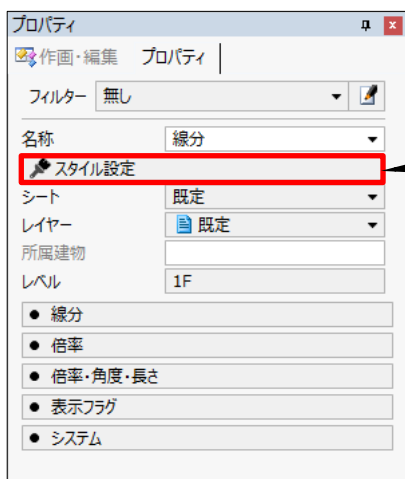 プロパティ
作画・編集 プロパティ
フィルター 無し
名称 線分
スタイル設定
シート 既定
レイヤー 既定
所属建物
レベル 1F
● 線分
● 倍率
● 倍率・角度・長さ
● 表示フラグ
● システム